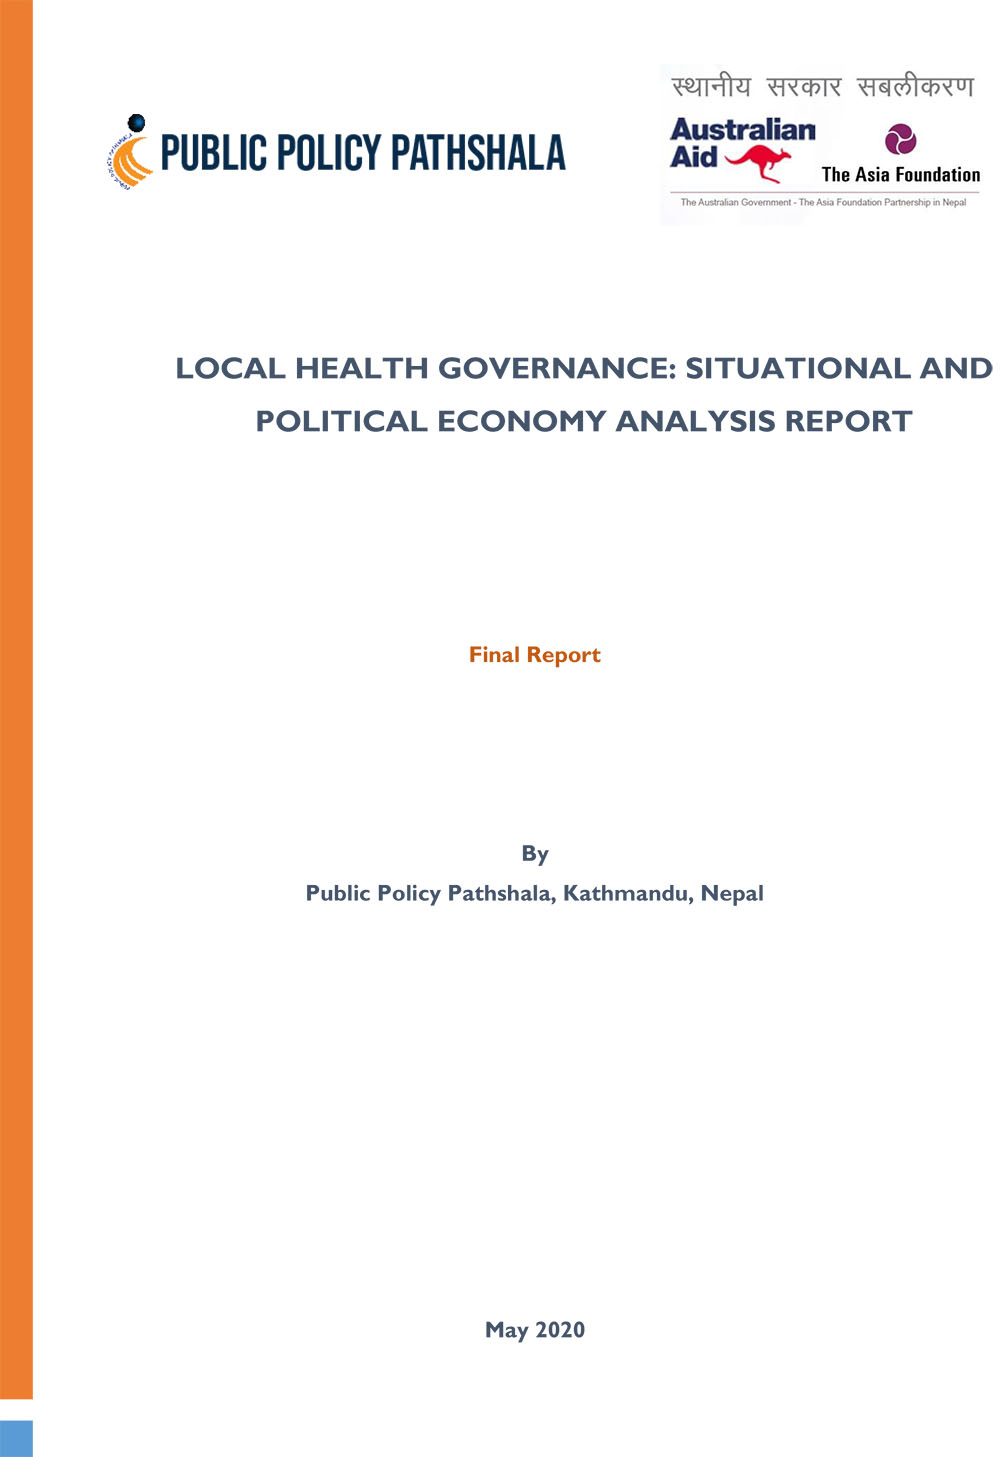 स्थानीय सरकार सबलीकरण
PUBLIC POLICY PATHSHALA
Australian
Aid
The Asia Foundation
The Australian Government - The Asia Foundation Partnership in Nepal
LOCAL HEALTH GOVERNANCE: SITUATIONAL AND
POLITICAL ECONOMY ANALYSIS REPORT
Final Report
By
Public Policy Pathshala, Kathmandu, Nepal
May 2020